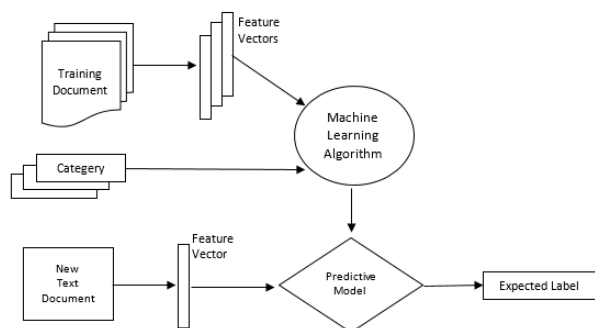 Feature
Vectors
Training
Document
Machine
Learning
Algorithm
Categery
Feature
Vector
New
Text
Document
Predictive
Model
Expected Label